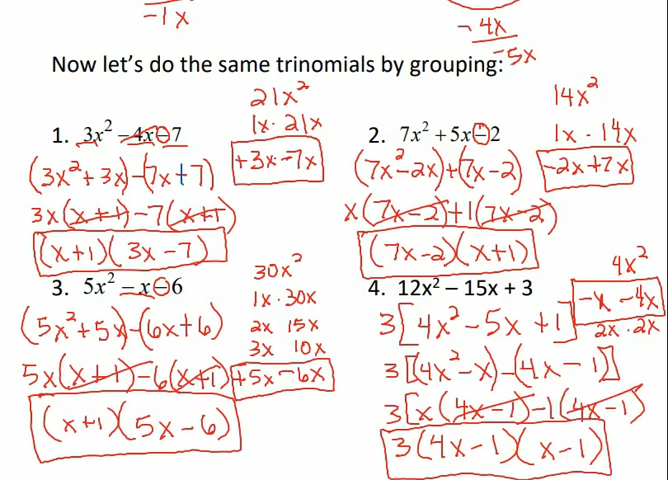 -1x
-4x
-5x
Now let's do the same trinomials by grouping:
21x²
1x · 21x
+3x -7x
1. 3x² - 4x - 7
(3x² + 3x) - (7x + 7)
3x(x+1) - 7(x+1)
(x+1)(3x - 7)
14x²
1x · 14x
-2x + 7x
2. 7x² + 5x - 2
(7x² - 2x) + (7x - 2)
x(7x - 2) + 1(7x - 2)
(7x - 2)(x + 1)
30x²
1x · 30x
2x 15x
3x 10x
+5x - 6x
3. 5x² - x - 6
(5x² + 5x) - (6x + 6)
5x(x+1) - 6(x+1)
(x+1)(5x - 6)
4x²
-x -4x
2x · 2x
4. 12x² – 15x + 3
3[4x² - 5x + 1]
3[(4x² - x) - (4x - 1)]
3[x(4x - 1) - 1(4x - 1)
3(4x - 1)(x - 1)